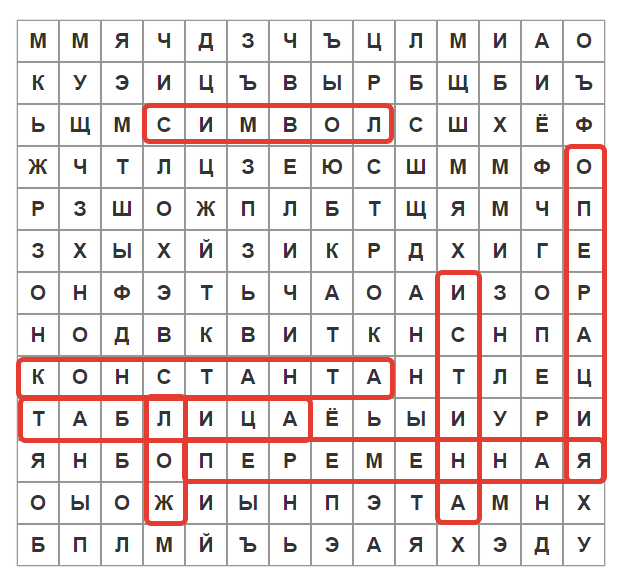 М М Я Ч Д З Ч Ъ Ц Л М И А О
К У Э И Ц Ъ В Ы Р Б Щ Б И Ъ
Ь Щ М С И М В О Л С Ш Х Ё Ф
Ж Ч Т Л Ц З Е Ю С Ш М М Ф О
Р З Ш О Ж П Л Б Т Щ Я М Ч П
З Х Ы Х Й З И К Р Д Х И Г Е
О Н Ф Э Т Ь Ч А О А И З О Р
Н О Д В К В И Т К Н С Н П А
К О Н С Т А Н Т А Н Т Л Е Ц
Т А Б Л И Ц А Ё Ь Ы И У Р И
Я Н Б О П Е Р Е М Е Н Н А Я
О Ы О Ж И Ы Н П Э Т А М Н Х
Б П Л М Й Ъ Ь Э А Я Х Э Д У